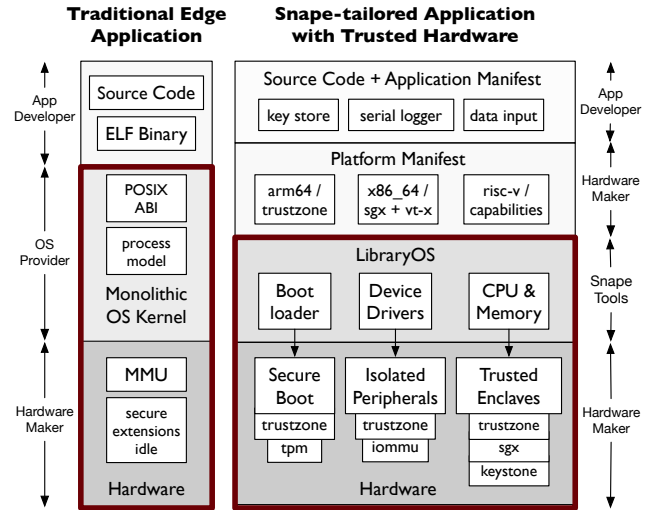 Traditional Edge
Application
Snape-tailored Application
with Trusted Hardware
App
Developer
Source Code
ELF Binary
OS
Provider
POSIX
ABI
process
model
Monolithic
OS Kernel
Hardware
Maker
MMU
secure
extensions
idle
Hardware
Source Code + Application Manifest
key store
serial logger
data input
App
Developer
Platform Manifest
arm64 /
trustzone
x86_64 /
sgx + vt-x
risc-v /
capabilities
Hardware
Maker
LibraryOS
Boot
loader
Device
Drivers
CPU &
Memory
Snape
Tools
Secure
Boot
trustzone
tpm
Isolated
Peripherals
trustzone
iommu
Trusted
Enclaves
trustzone
sgx
keystone
Hardware
Hardware
Maker